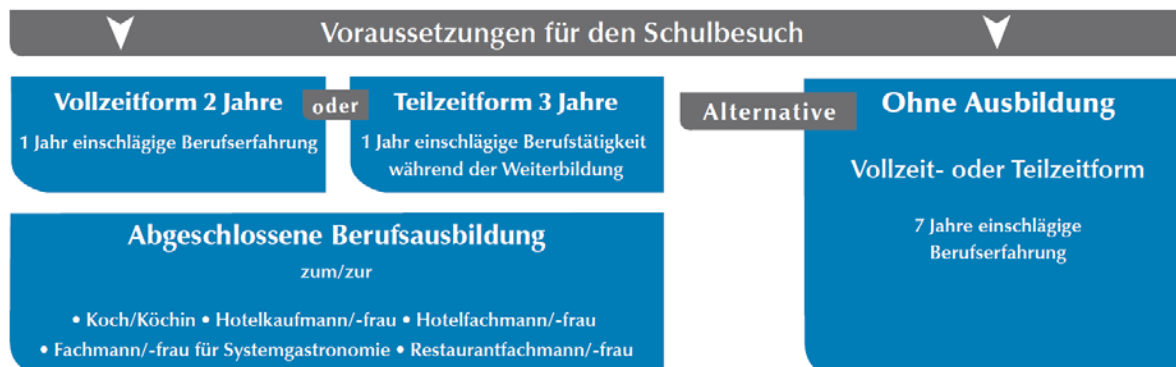 Voraussetzungen für den Schulbesuch
Vollzeitform 2 Jahre
1 Jahr einschlägige Berufserfahrung
oder
Teilzeitform 3 Jahre
1 Jahr einschlägige Berufstätigkeit
während der Weiterbildung
Abgeschlossene Berufsausbildung
zum/zur
• Koch/Köchin • Hotelkaufmann/-frau • Hotelfachmann/-frau
• Fachmann/-frau für Systemgastronomie • Restaurantfachmann/-frau
Alternative
Ohne Ausbildung
Vollzeit- oder Teilzeitform
7 Jahre einschlägige
Berufserfahrung